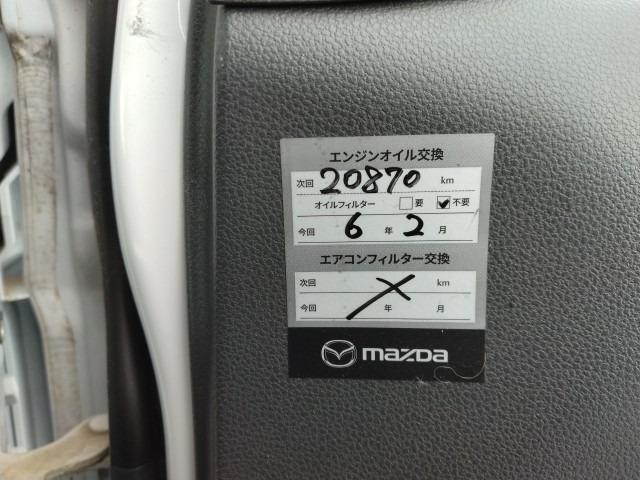 エンジンオイル交換
次回 20870 km
オイルフィルター □要 ☑不要
今回 6 年 2 月
エアコンフィルター交換
次回 km
今回 年 月
mazda